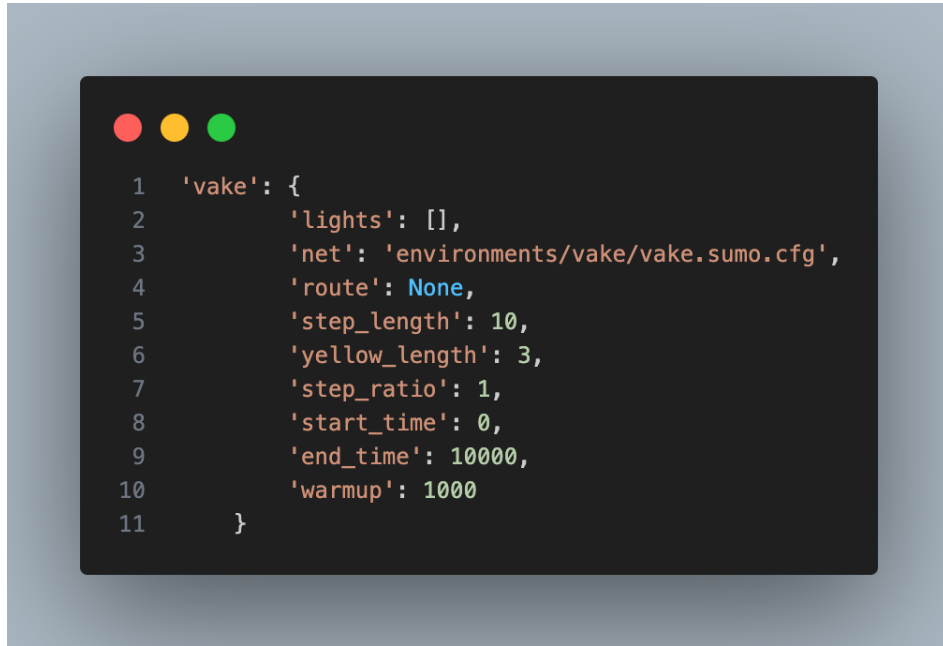 1 'vake': {
2 'lights': [],
3 'net': 'environments/vake/vake.sumo.cfg',
4 'route': None,
5 'step_length': 10,
6 'yellow_length': 3,
7 'step_ratio': 1,
8 'start_time': 0,
9 'end_time': 10000,
10 'warmup': 1000
11 }